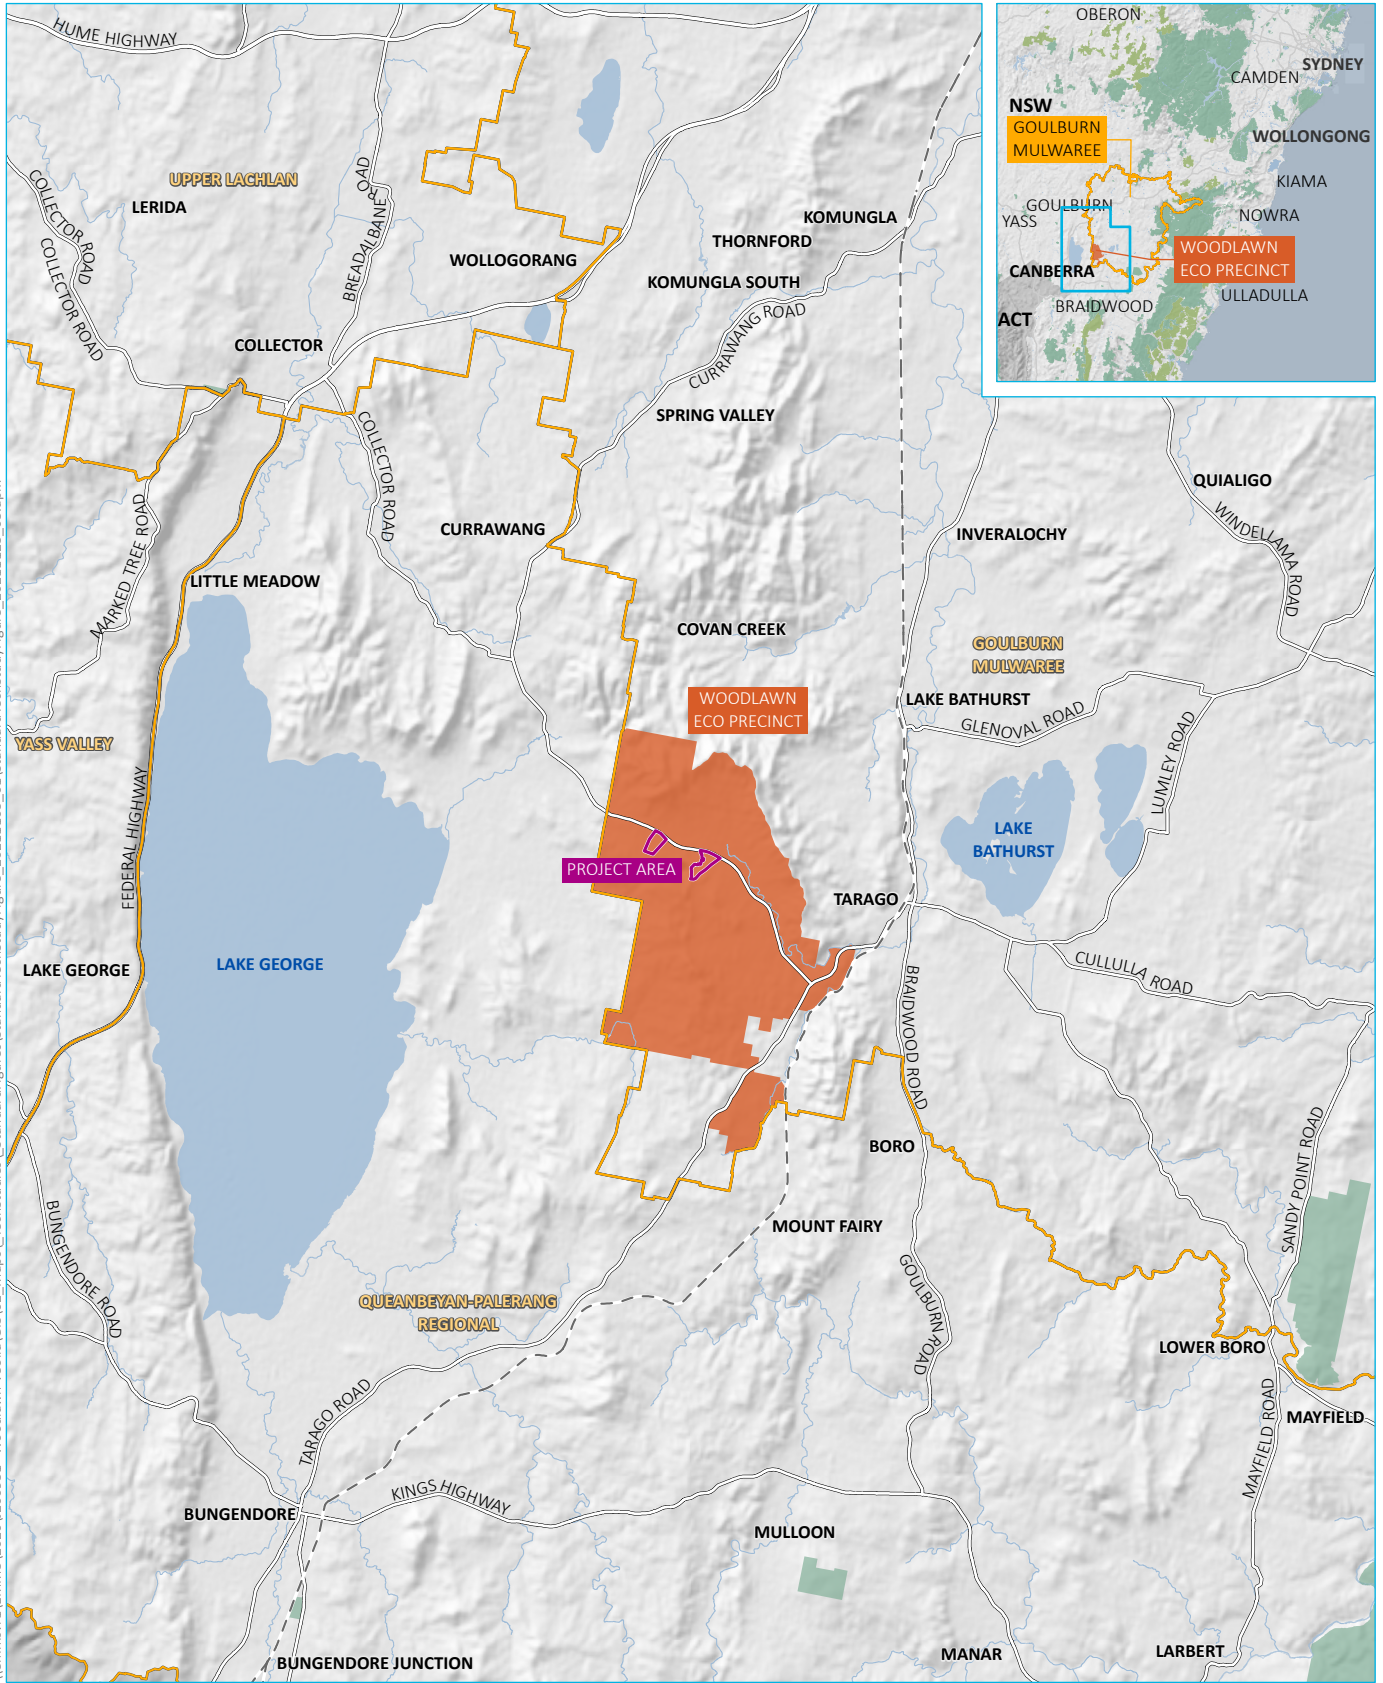 HUME HIGHWAY
UPPER LACHLAN
LERIDA
COLLECTOR ROAD
COLLECTOR ROAD
BREADALBANE ROAD
WOLLOGORANG
THORNFORD
KOMUNGLA
KOMUNGLA SOUTH
CURRAWANG ROAD
COLLECTOR
SPRING VALLEY
COLLECTOR ROAD
CURRAWANG
MARKED TREE ROAD
LITTLE MEADOW
OBERON
SYDNEY
CAMDEN
NSW
GOULBURN
MULWAREE
WOLLONGONG
KIAMA
GOULBURN
YASS
NOWRA
WOODLAWN
ECO PRECINCT
CANBERRA
ULLADULLA
BRAIDWOOD
ACT
QUIALIGO
WINDELLAMA ROAD
INVERALOCHY
COVAN CREEK
GOULBURN
MULWAREE
WOODLAWN
ECO PRECINCT
LAKE BATHURST
GLENOVAL ROAD
LUMLEY ROAD
YASS VALLEY
FEDERAL HIGHWAY
LAKE
BATHURST
PROJECT AREA
TARAGO
LAKE GEORGE
LAKE GEORGE
CULLULLA ROAD
BRAIDWOOD ROAD
BORO
SANDY POINT ROAD
MOUNT FAIRY
BUNGENDORE ROAD
GOULBURN ROAD
QUEANBEYAN-PALERANG
REGIONAL
LOWER BORO
TARAGO ROAD
MAYFIELD ROAD
MAYFIELD
KINGS HIGHWAY
BUNGENDORE
MULLOON
BUNGENDORE JUNCTION
MANAR
LARBERT